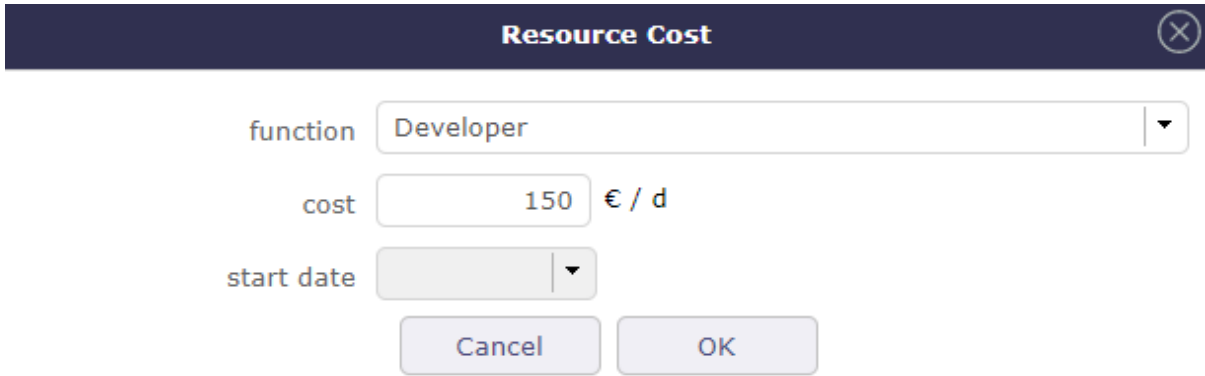 Resource Cost
function Developer
cost 150 € / d
start date
Cancel OK